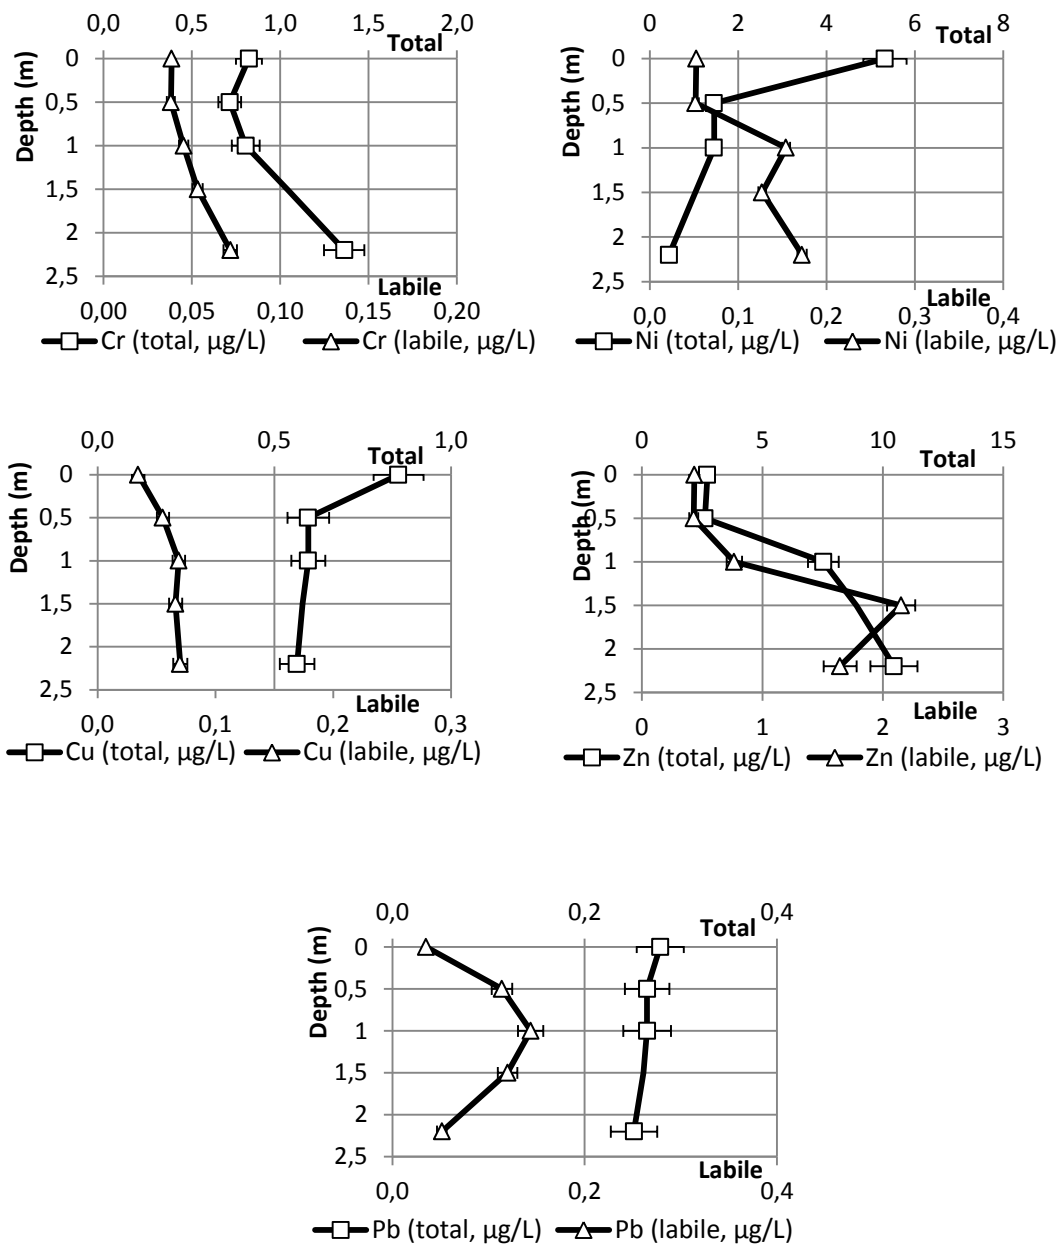 0,0 0,5 1,0 1,5 2,0
Total
Depth (m)
0
0,5
1
1,5
2
2,5
Labile
0,00 0,05 0,10 0,15 0,20
Cr (total, µg/L) Cr (labile, µg/L)
0 2 4 6 8
Total
Depth (m)
0
0,5
1
1,5
2
2,5
Labile
0,0 0,1 0,2 0,3 0,4
Ni (total, µg/L) Ni (labile, µg/L)
0,0 0,5 1,0
Total
Depth (m)
0
0,5
1
1,5
2
2,5
Labile
0,0 0,1 0,2 0,3
Cu (total, µg/L) Cu (labile, µg/L)
0 5 10 15
Total
Depth (m)
0
0,5
1
1,5
2
2,5
Labile
0 1 2 3
Zn (total, µg/L) Zn (labile, µg/L)
0,0 0,2 0,4
Total
Depth (m)
0
0,5
1
1,5
2
2,5
Labile
0,0 0,2 0,4
Pb (total, µg/L) Pb (labile, µg/L)